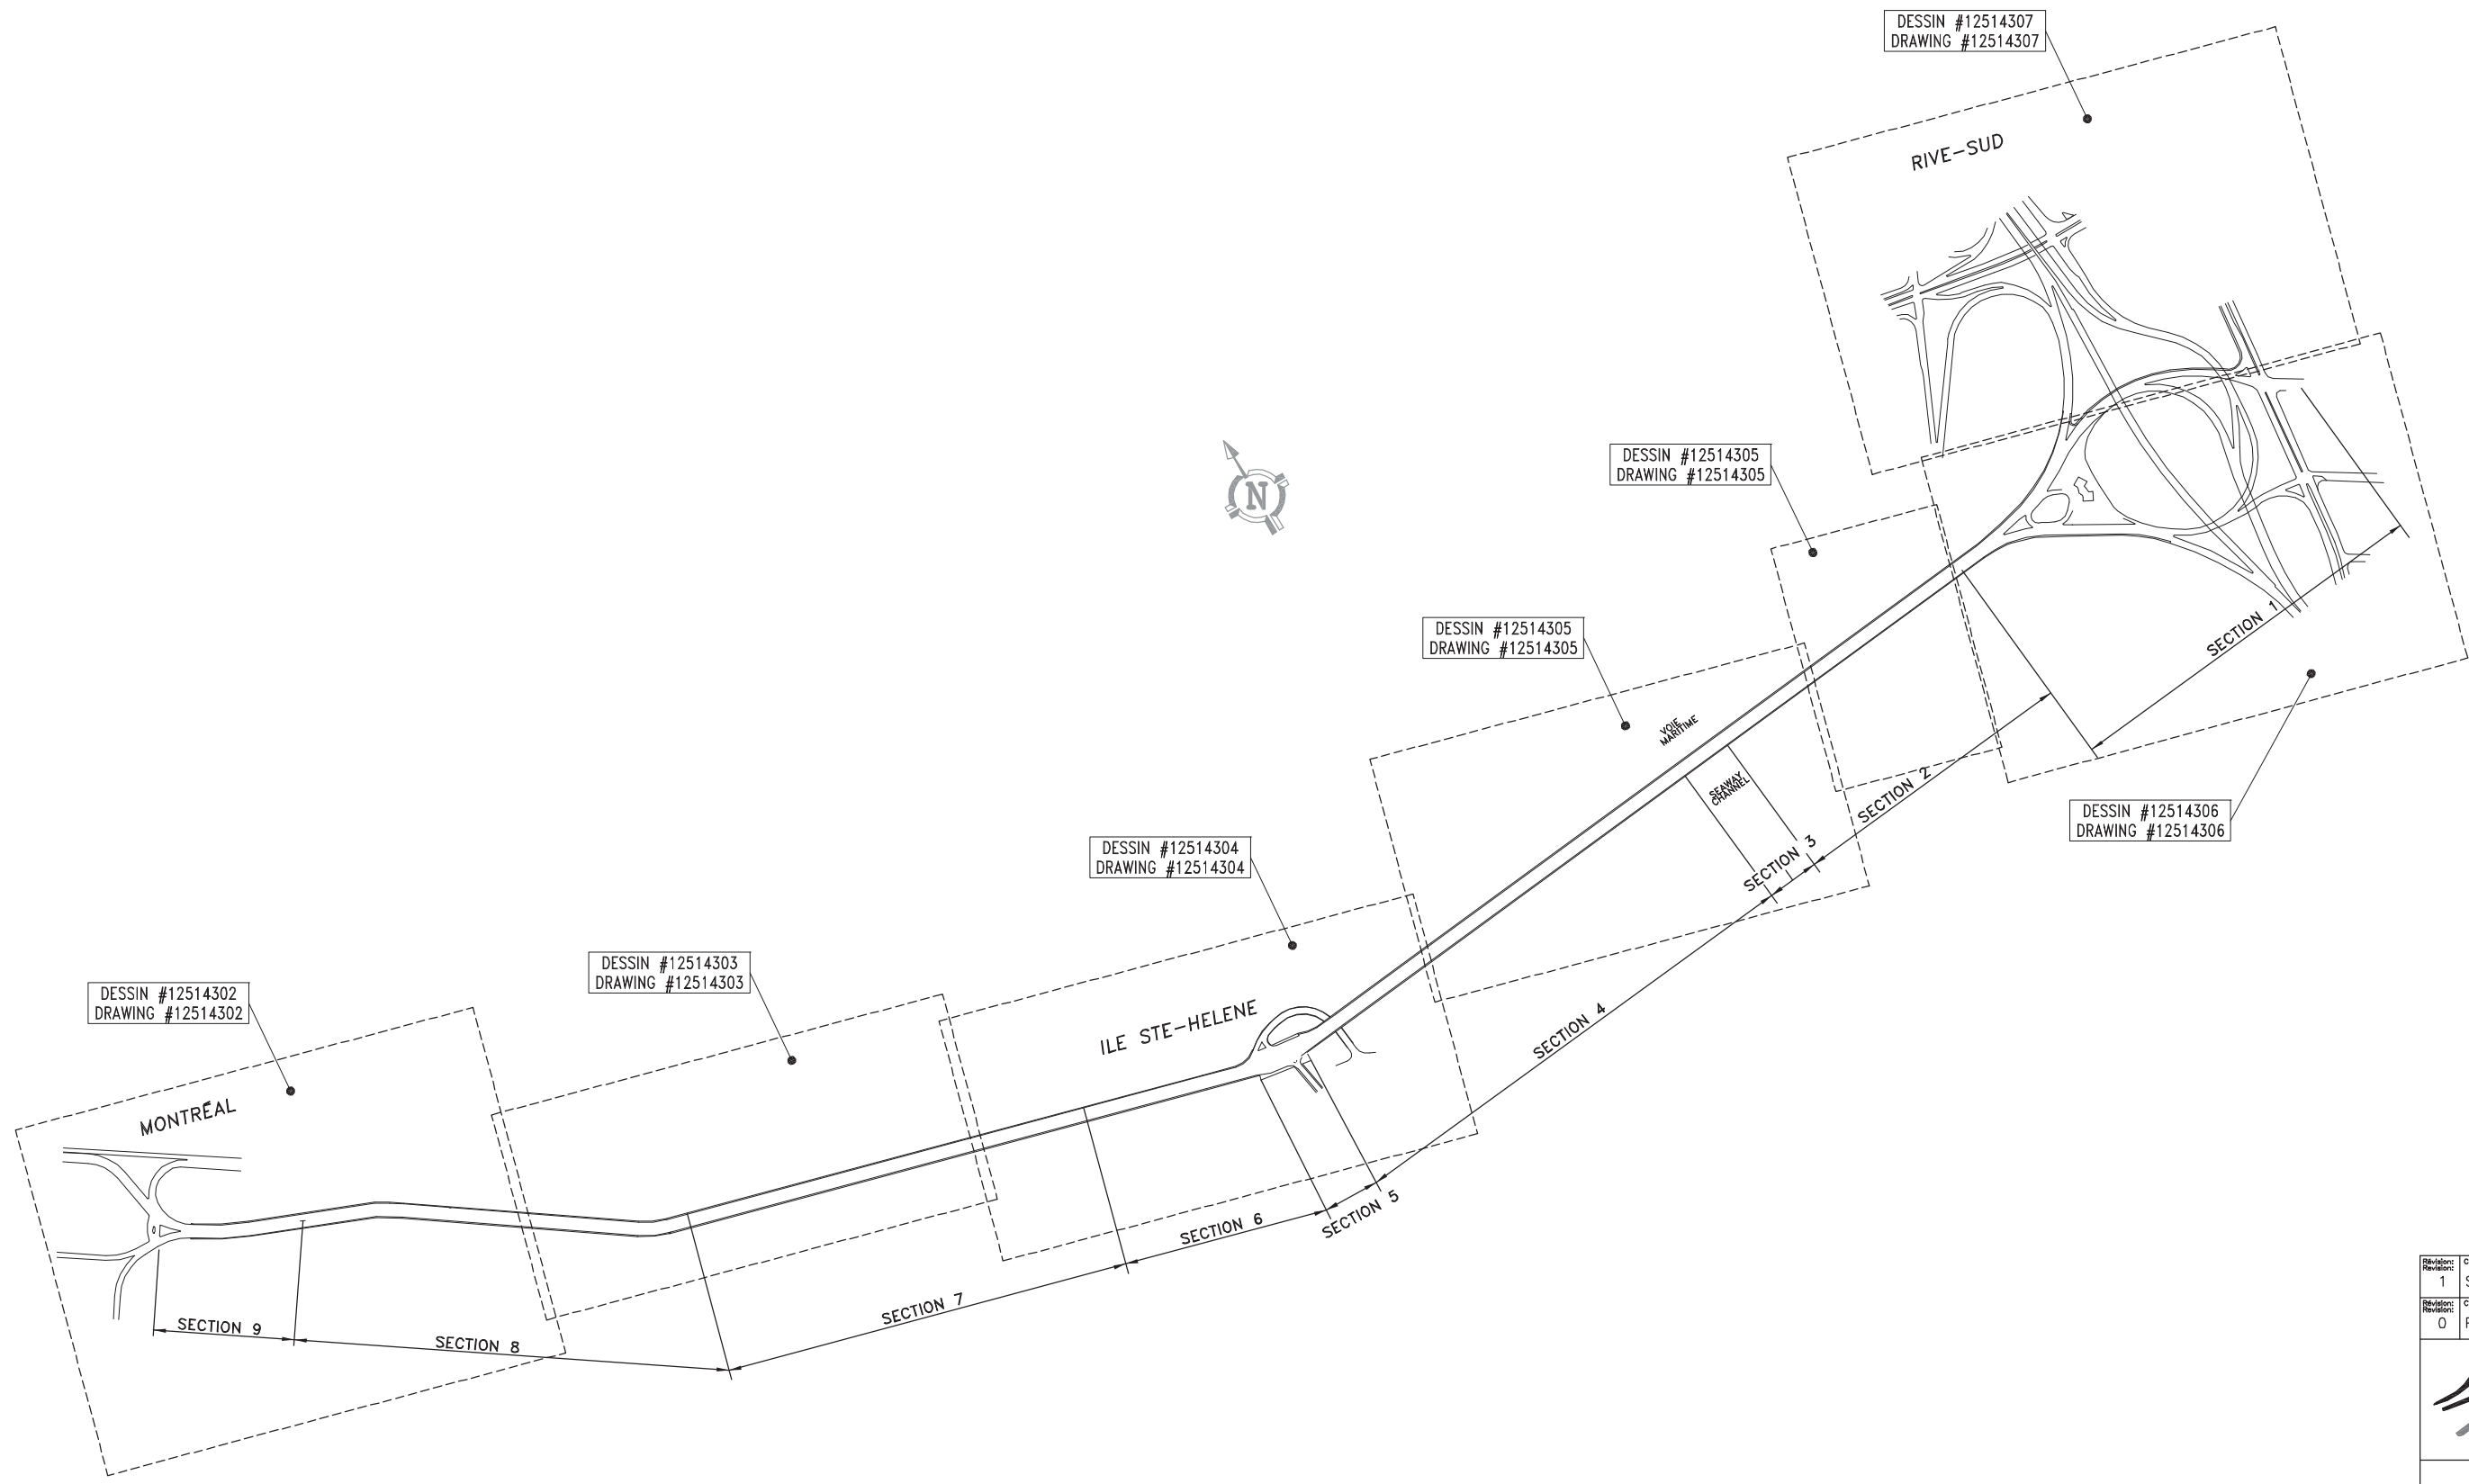 DESSIN #12514307
DRAWING #12514307
RIVE-SUD
DESSIN #12514305
DRAWING #12514305
N
DESSIN #12514305
DRAWING #12514305
SECTION 1
VOIE
MARITIME
SEAWAY
CHANNEL
SECTION 2
DESSIN #12514306
DRAWING #12514306
DESSIN #12514304
DRAWING #12514304
SECTION 3
DESSIN #12514303
DRAWING #12514303
DESSIN #12514302
DRAWING #12514302
ILE STE-HELENE
SECTION 4
MONTRÉAL
SECTION 5
SECTION 6
SECTION 7
SECTION 9
SECTION 8
Révision:
Revision:
1
Révision:
Revision:
0